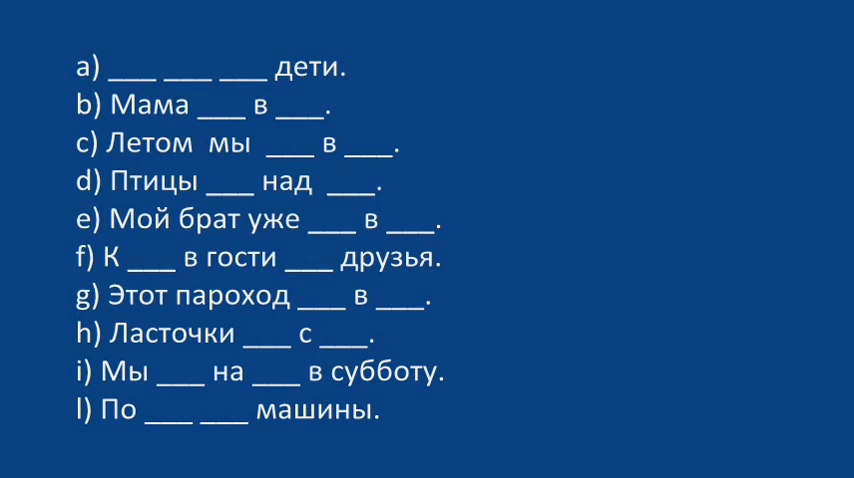 a) ___ ___ ___ дети.
b) Мама ___ в ___.
c) Летом мы ___ в ___.
d) Птицы ___ над ___.
e) Мой брат уже ___ в ___.
f) К ___ в гости ___ друзья.
g) Этот пароход ___ в ___.
h) Ласточки ___ с ___.
i) Мы ___ на ___ в субботу.
l) По ___ ___ машины.